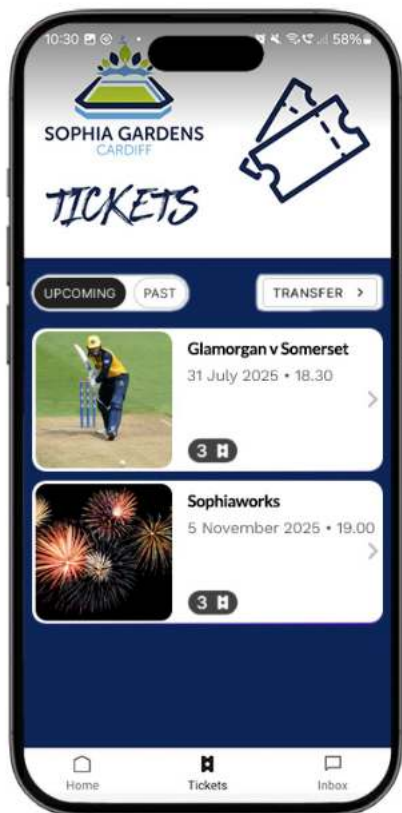 10:30 58%
SOPHIA GARDENS
CARDIFF
TICKETS
UPCOMING PAST TRANSFER >
Glamorgan v Somerset
31 July 2025 • 18.30
3
Sophiaworks
5 November 2025 • 19.00
3
Home Tickets Inbox